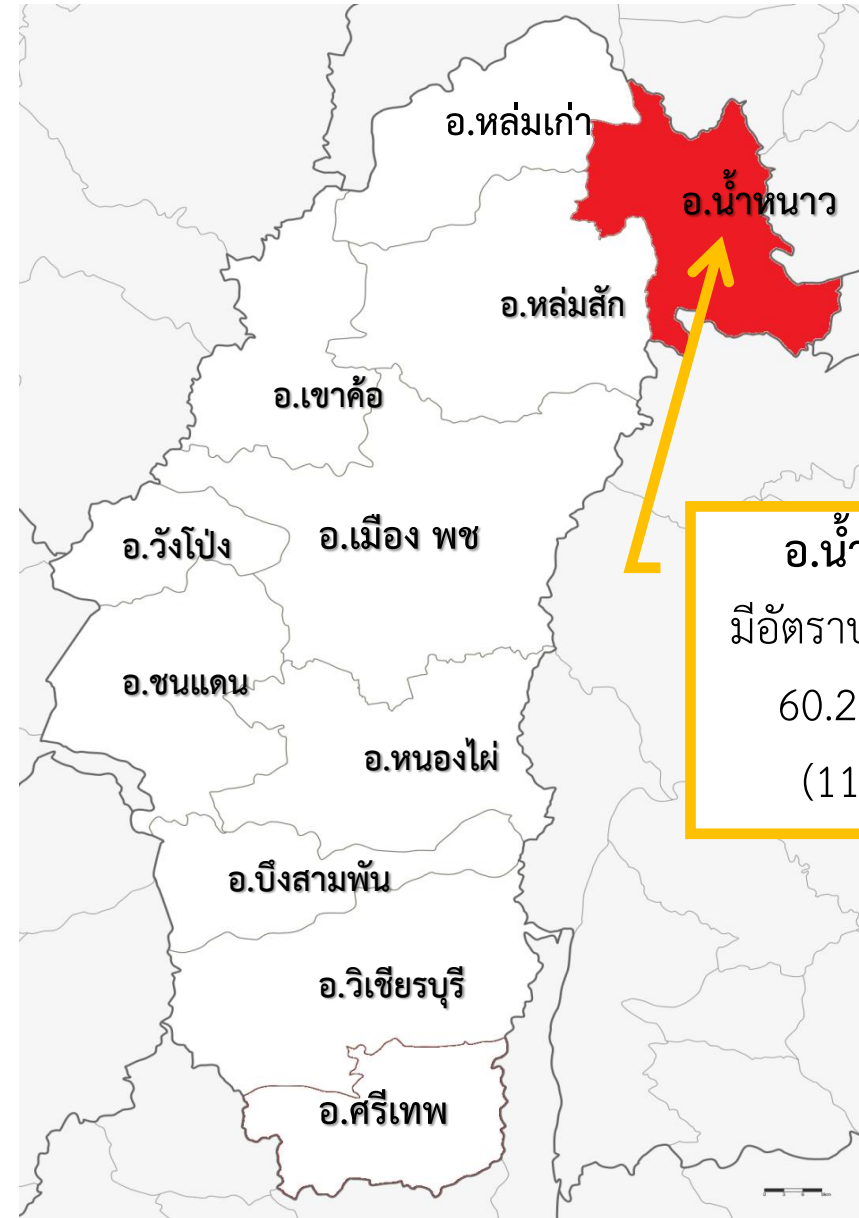 อ.หล่มเก่า
อ.น้ำหนาว
อ.หล่มสัก
อ.เขาค้อ
อ.วังโป่ง
อ.เมือง พช
อ.น้ำ
มีอัตรา
60.2
(11
อ.ชนแดน
อ.หนองไผ่
อ.บึงสามพัน
อ.วิเชียรบุรี
อ.ศรีเทพ